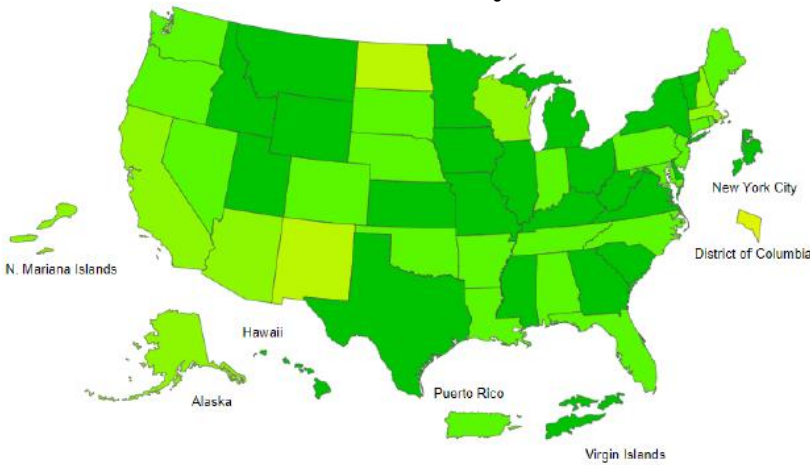 New York City
District of Columbia
N. Mariana Islands
Hawaii
Alaska
Puerto Rico
Virgin Islands